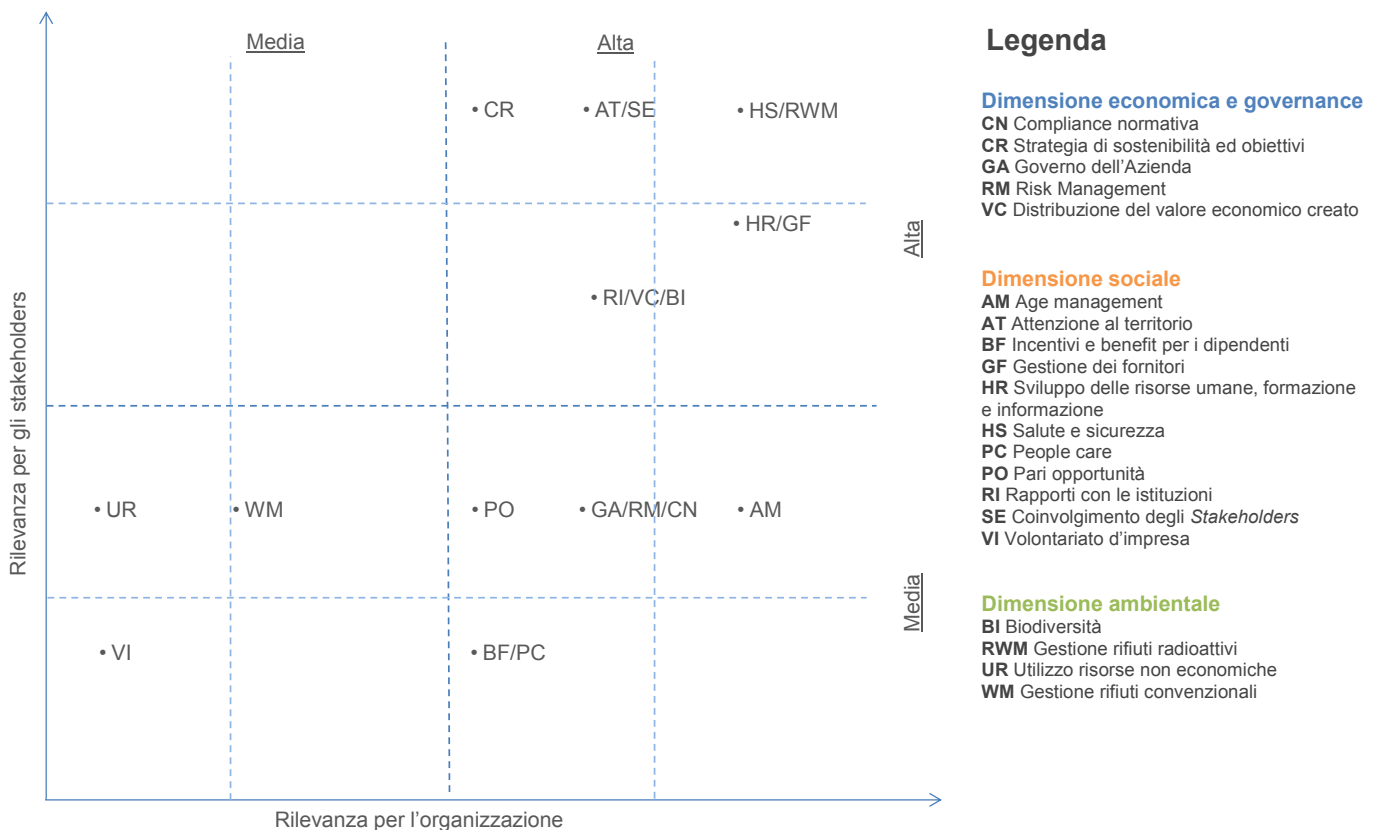 Media
Alta
• CR
• AT/SE
• HS/RWM
• HR/GF
Alta
• RI/VC/BI
Rilevanza per gli stakeholders
• UR
• WM
• PO
• GA/RM/CN
• AM
Media
• VI
• BF/PC
Rilevanza per l'organizzazione
Legenda
Dimensione economica e governance
CN Compliance normativa
CR Strategia di sostenibilità ed obiettivi
GA Governo dell'Azienda
RM Risk Management
VC Distribuzione del valore economico creato
Dimensione sociale
AM Age management
AT Attenzione al territorio
BF Incentivi e benefit per i dipendenti
GF Gestione dei fornitori
HR Sviluppo delle risorse umane, formazione
e informazione
HS Salute e sicurezza
PC People care
PO Pari opportunità
RI Rapporti con le istituzioni
SE Coinvolgimento degli Stakeholders
VI Volontariato d'impresa
Dimensione ambientale
BI Biodiversità
RWM Gestione rifiuti radioattivi
UR Utilizzo risorse non economiche
WM Gestione rifiuti convenzionali